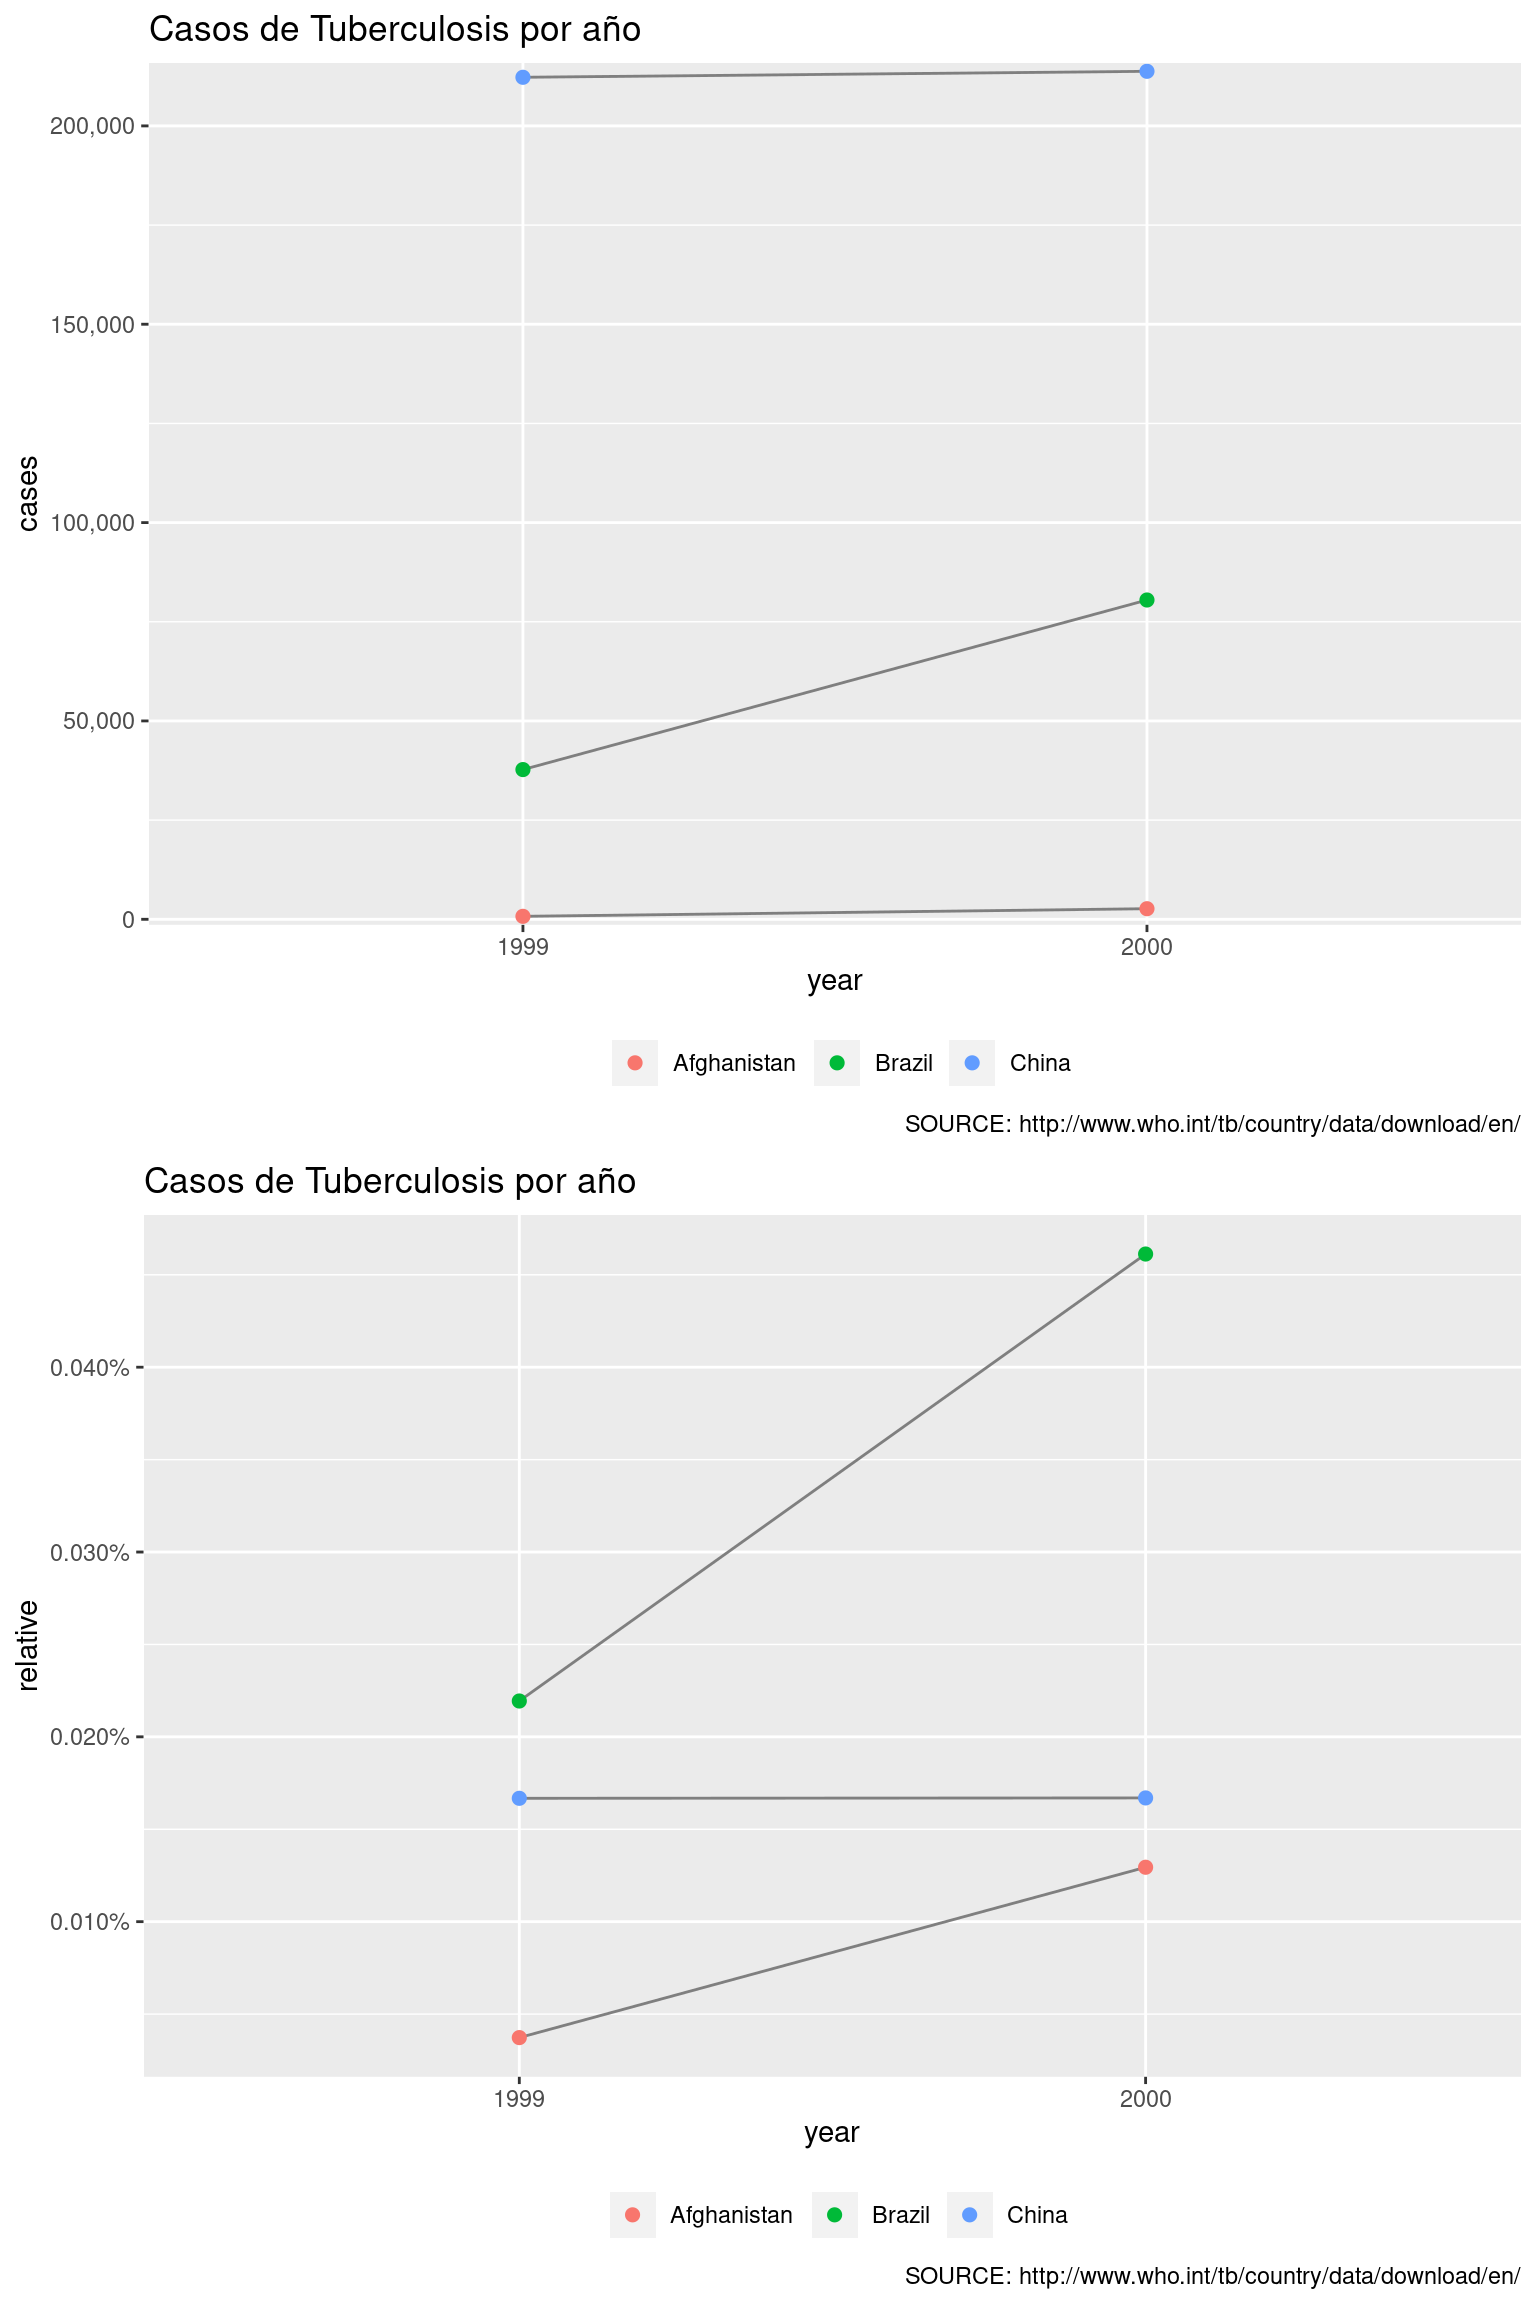 Casos de Tuberculosis por año
200,000
150,000
100,000
50,000
0
cases
1999 2000
year
Afghanistan Brazil China
SOURCE: http://www.who.int/tb/country/data/download/en/
Casos de Tuberculosis por año
0.040%
0.030%
0.020%
0.010%
relative
1999 2000
year
Afghanistan Brazil China
SOURCE: http://www.who.int/tb/country/data/download/en/